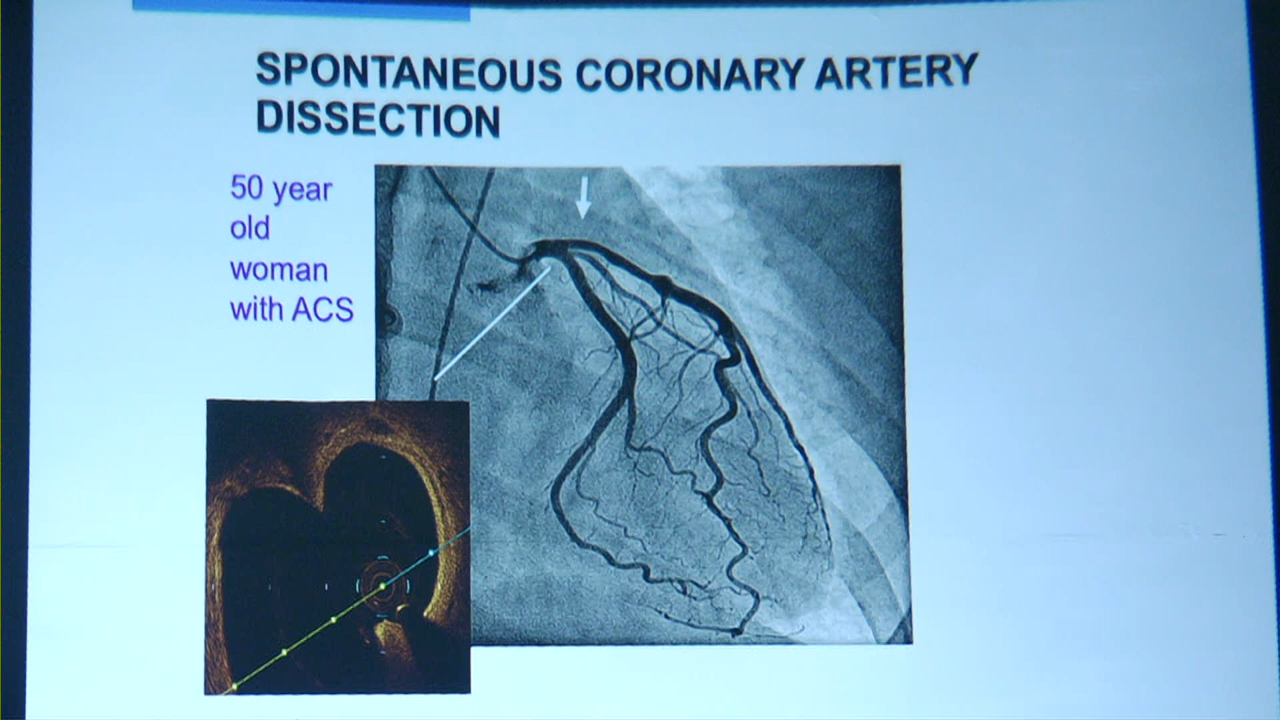 SPONTANEOUS CORONARY ARTERY
DISSECTION
50 year
old
woman
with ACS